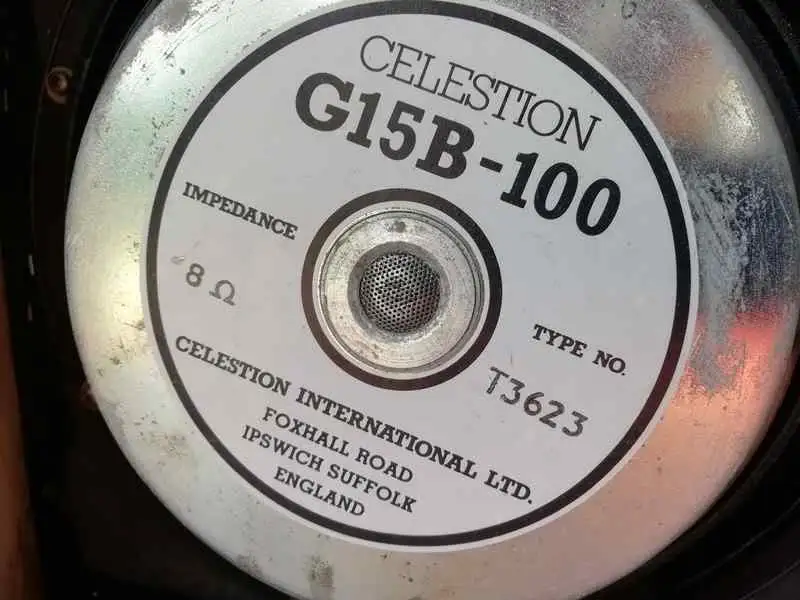 CELESTION
G15B-100
IMPEDANCE
8 Ω
TYPE NO.
T3623
CELESTION INTERNATIONAL LTD.
FOXHALL ROAD
IPSWICH SUFFOLK
ENGLAND